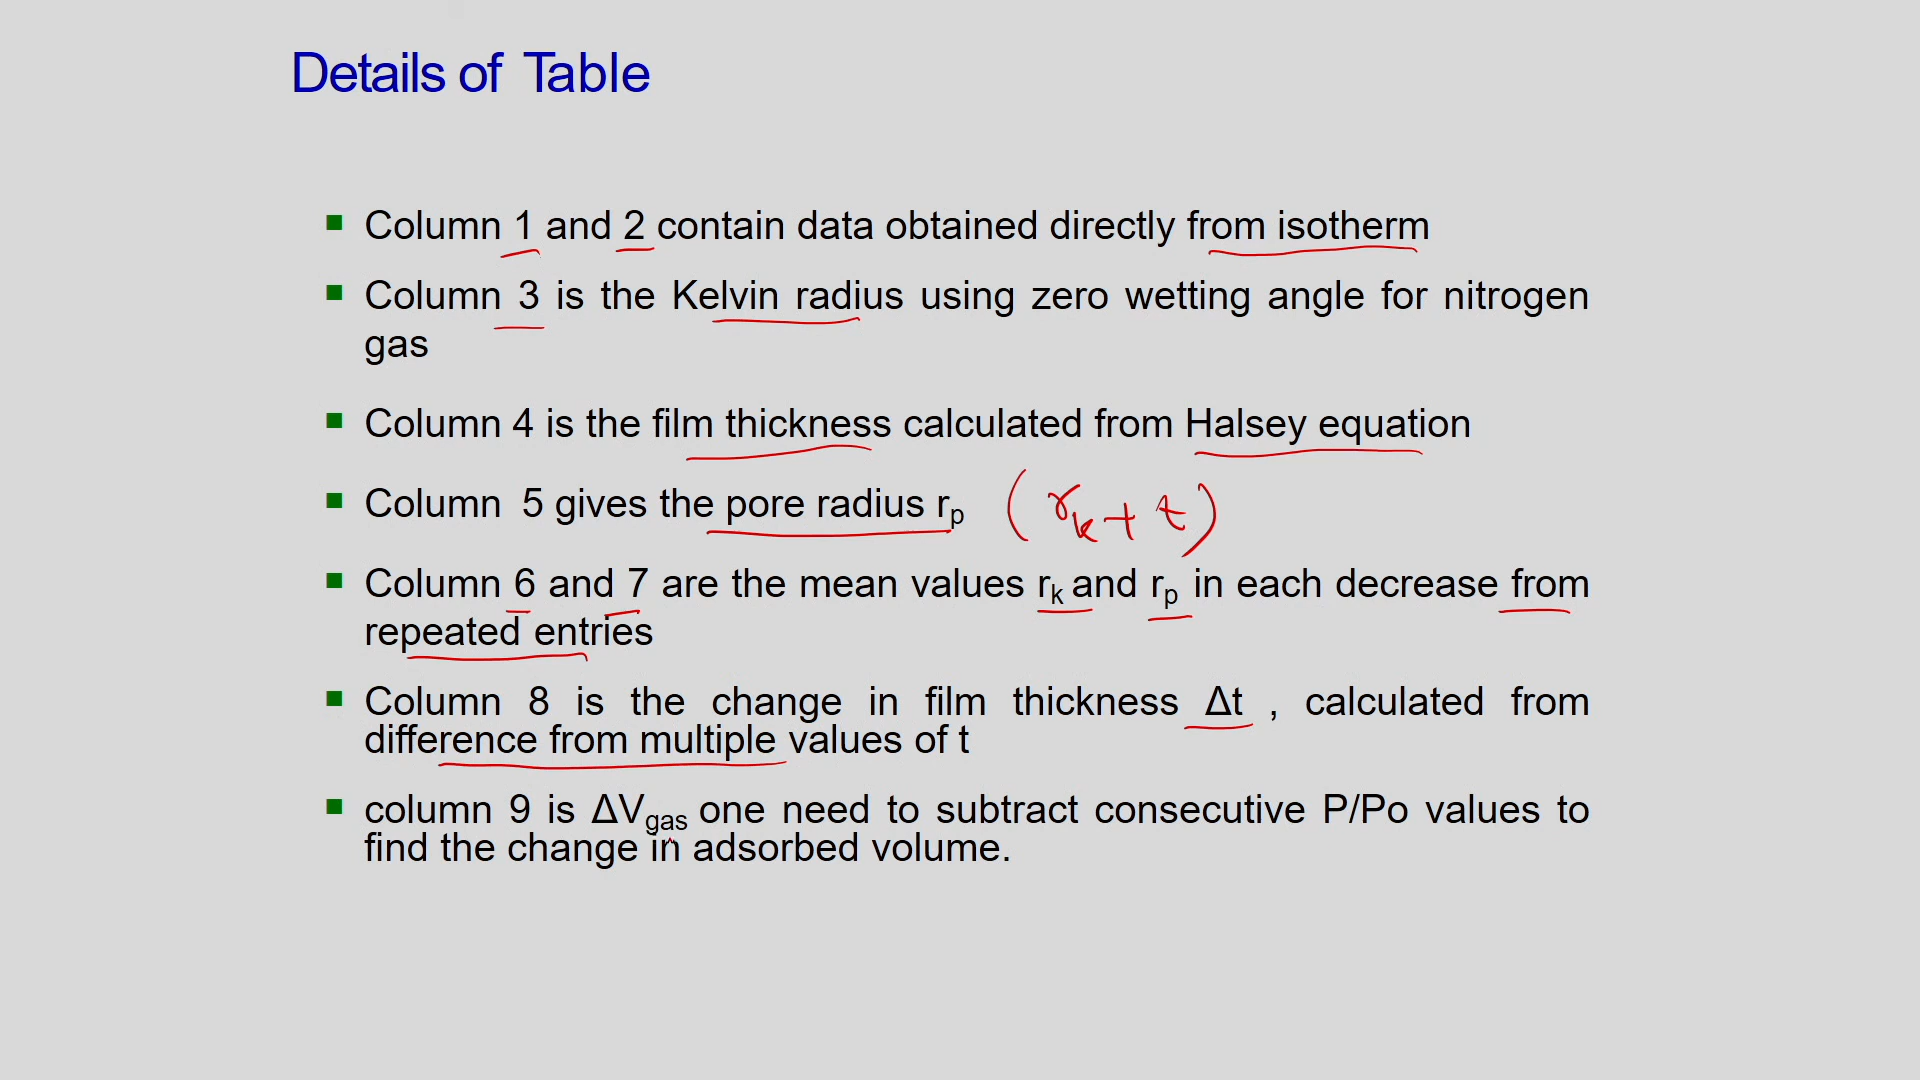 Details of Table
Column 1 and 2 contain data obtained directly from isotherm
Column 3 is the Kelvin radius using zero wetting angle for nitrogen
gas
Column 4 is the film thickness calculated from Halsey equation
Column 5 gives the pore radius rp (rk + t)
Column 6 and 7 are the mean values rk and rp in each decrease from
repeated entries
Column 8 is the change in film thickness Δt , calculated from
difference from multiple values of t
column 9 is ΔVgas one need to subtract consecutive P/Po values to
find the change in adsorbed volume.